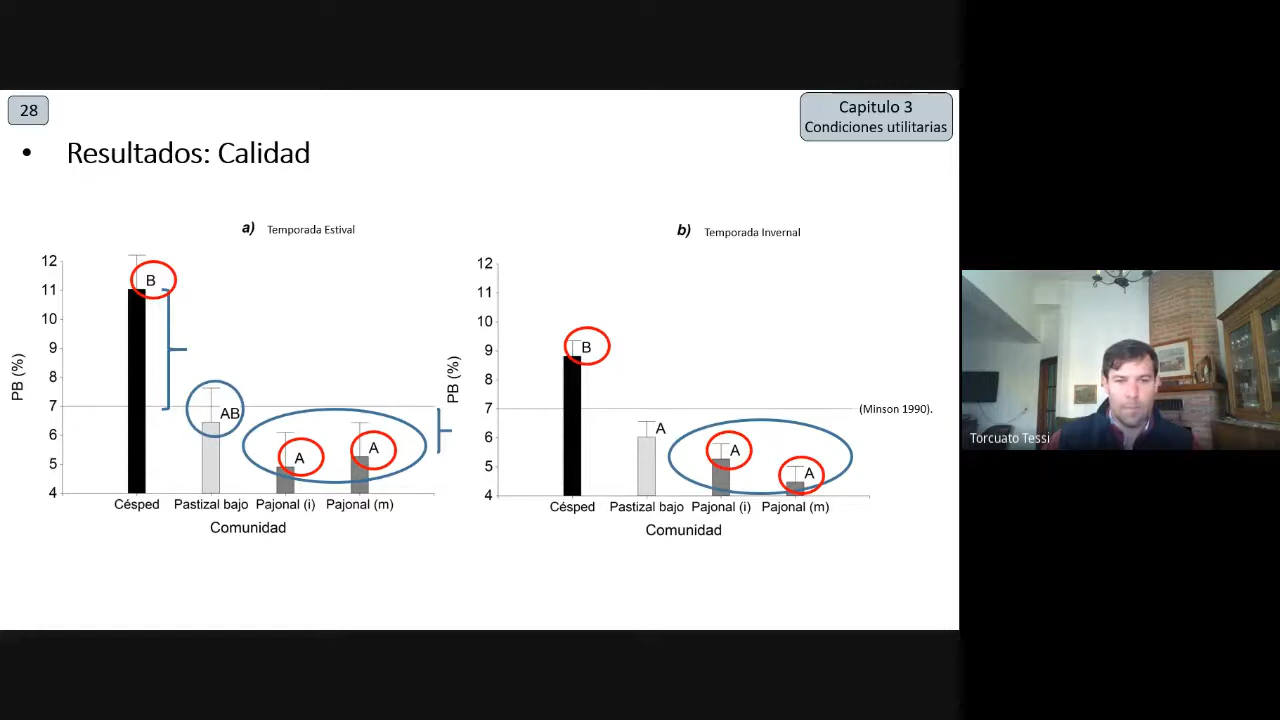 28
Capitulo 3
Condiciones utilitarias
• Resultados: Calidad
a) Temporada Estival
PB (%)
12
11
10
9
8
7
6
5
4
B
AB
A
A
Césped Pastizal bajo Pajonal (i) Pajonal (m)
Comunidad
b) Temporada Invernal
PB (%)
12
11
10
9
8
7
6
5
4
B
A
A
A
(Minson 1990).
Césped Pastizal bajo Pajonal (i) Pajonal (m)
Comunidad
Torcuato Tessi